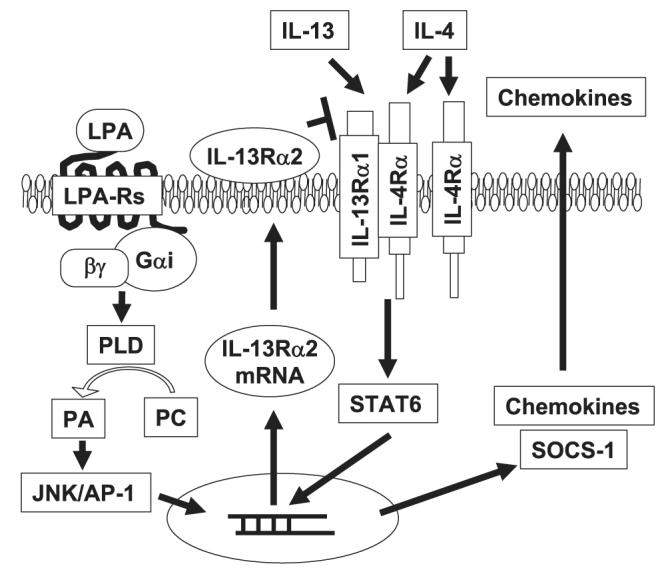 IL-13
IL-4
Chemokines
LPA
IL-13Rα2
LPA-Rs
IL-13Rα1
IL-4Rα
IL-4Rα
βγ
Gαi
PLD
IL-13Rα2
mRNA
PA
PC
STAT6
Chemokines
SOCS-1
JNK/AP-1